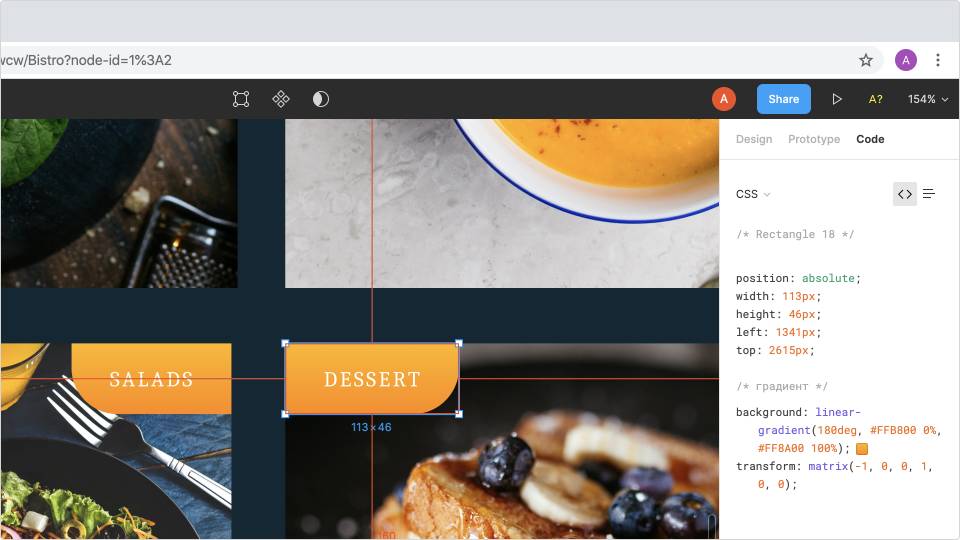 wcw/Bistro?node-id=1%3A2
A
A
Share
A?
154%
Design Prototype Code
CSS
/* Rectangle 18 */
position: absolute;
width: 113px;
height: 46px;
left: 1341px;
top: 2615px;
/* градиент */
background: linear-
gradient(180deg, #FFB800 0%,
#FF8A00 100%);
transform: matrix(-1, 0, 0, 1,
0, 0);
SALADS
DESSERT
113×46
160